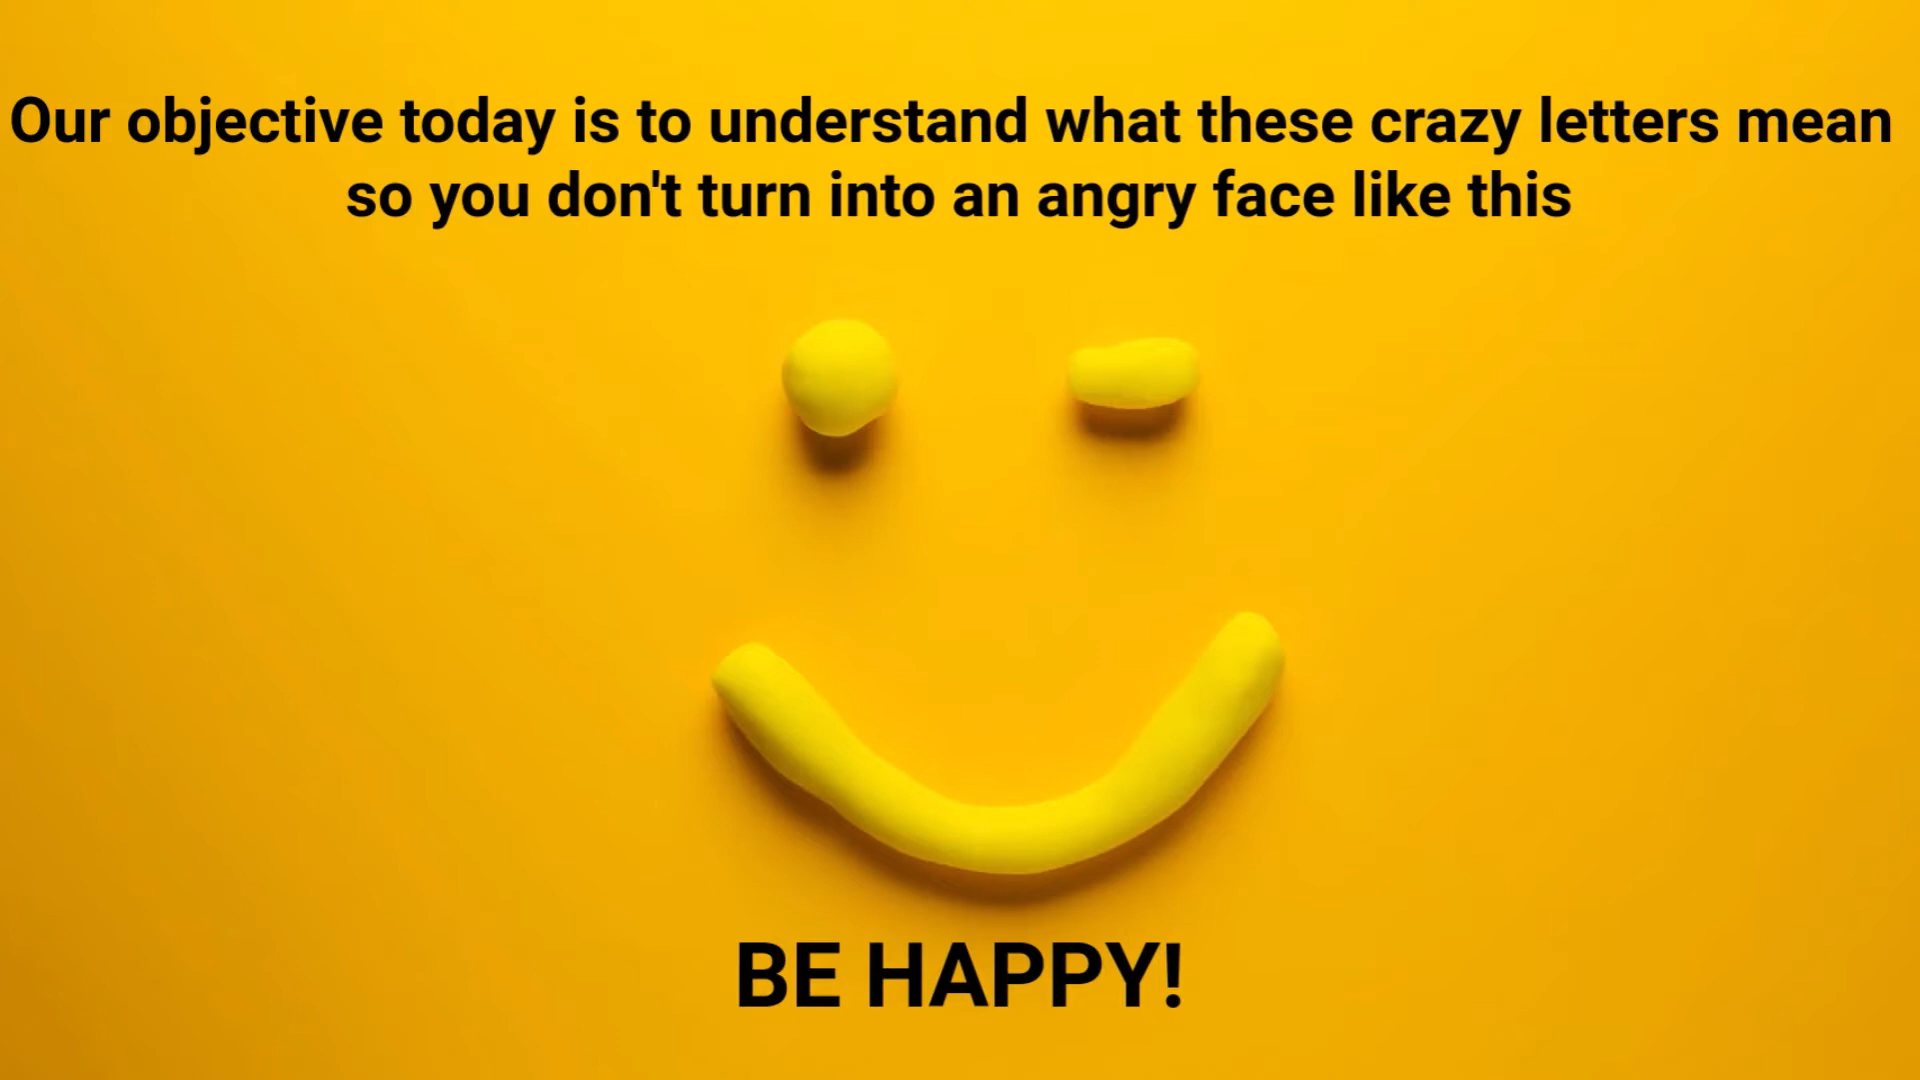 Our objective today is to understand what these crazy letters mean
so you don't turn into an angry face like this
BE HAPPY!